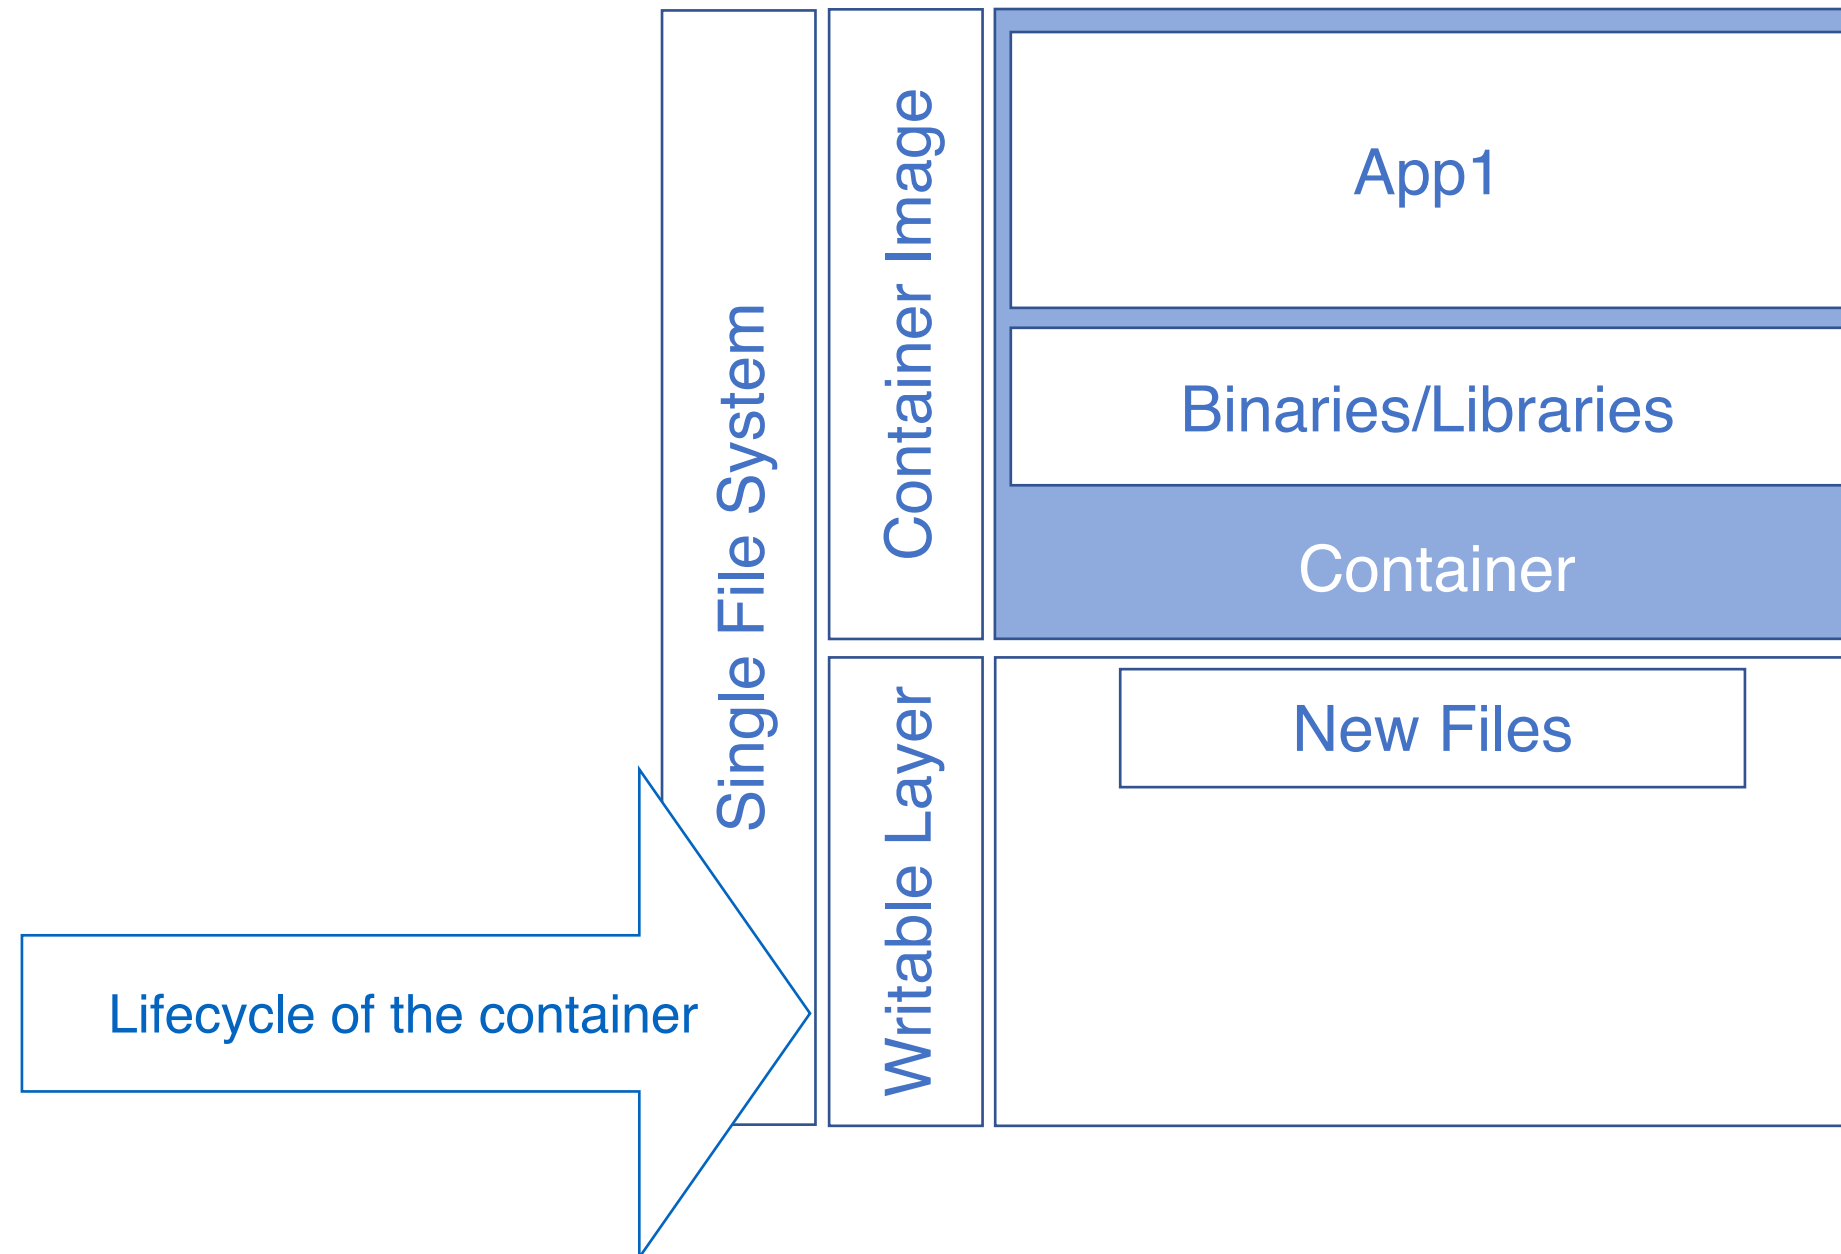 Single File System
Container Image
App1
Binaries/Libraries
Container
Writable Layer
New Files
Lifecycle of the container